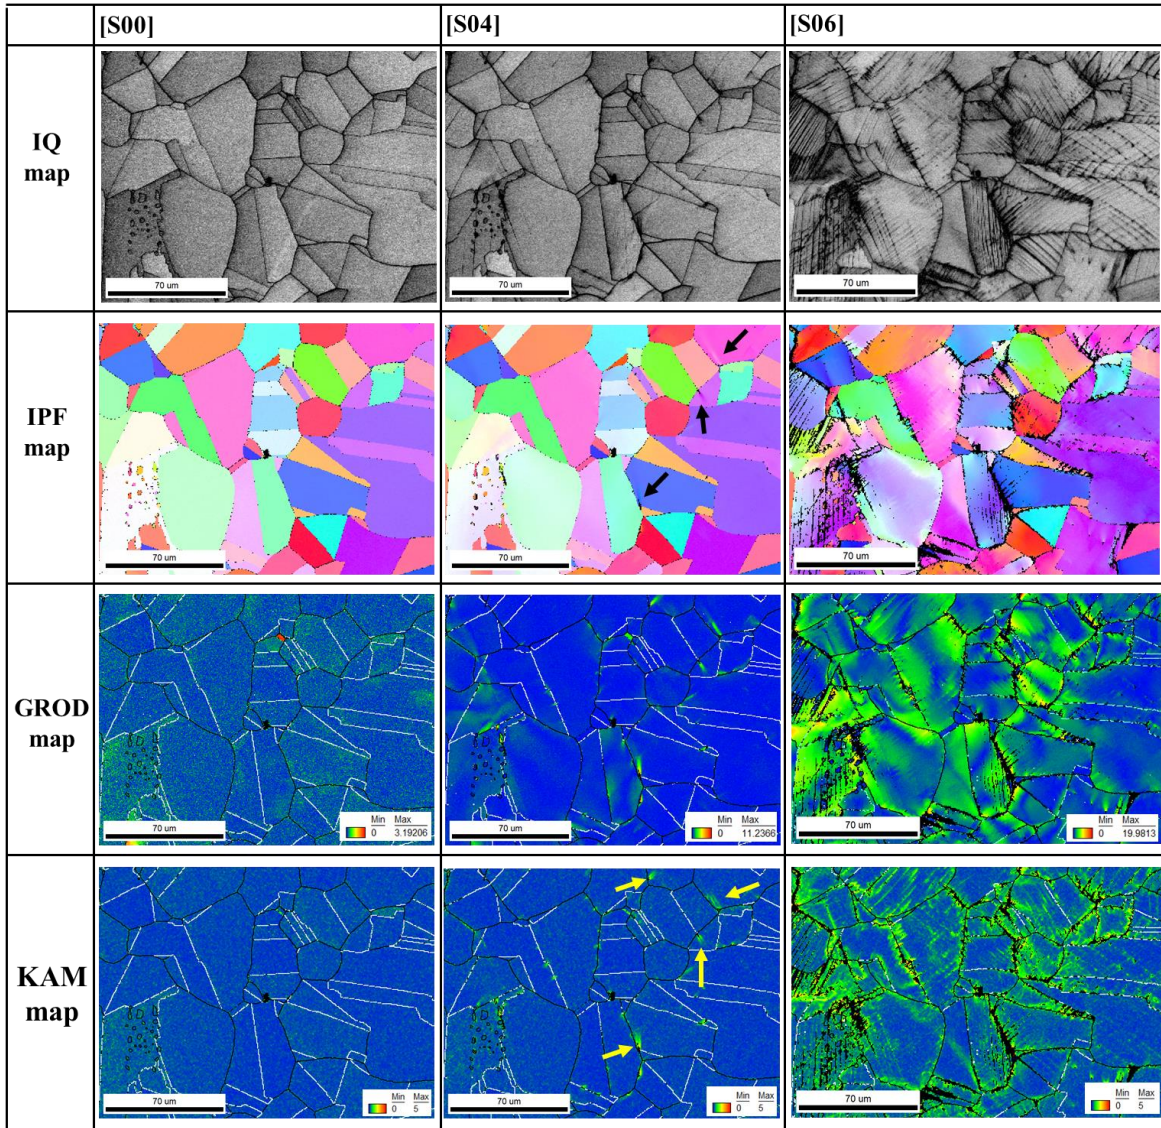 [S00] [S04] [S06]
IQ
map
70 um 70 um 70 um
IPF
map
70 um 70 um 70 um
GROD
map
Min Max
0 3.19206
70 um
Min Max
0 11.2366
70 um
Min Max
0 19.9813
70 um
KAM
map
Min Max
0 5
70 um
Min Max
0 5
70 um
Min Max
0 5
70 um